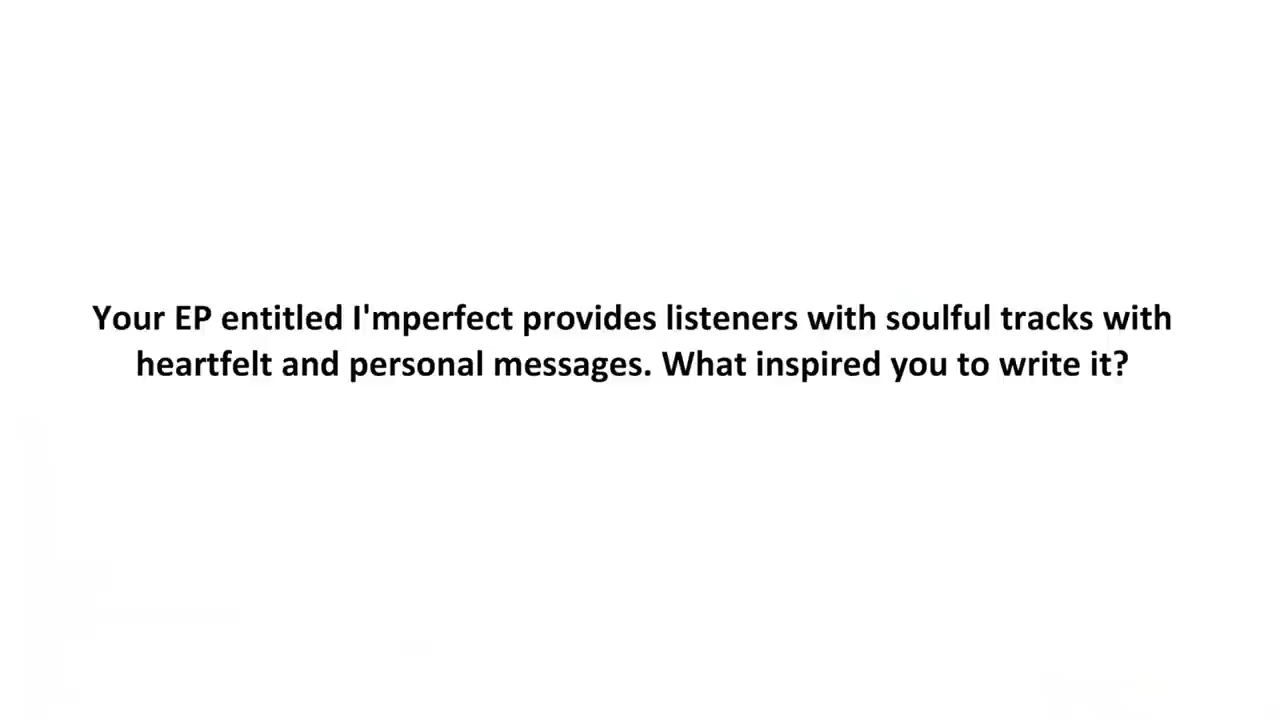 Your EP entitled I'mperfect provides listeners with soulful tracks with
heartfelt and personal messages. What inspired you to write it?